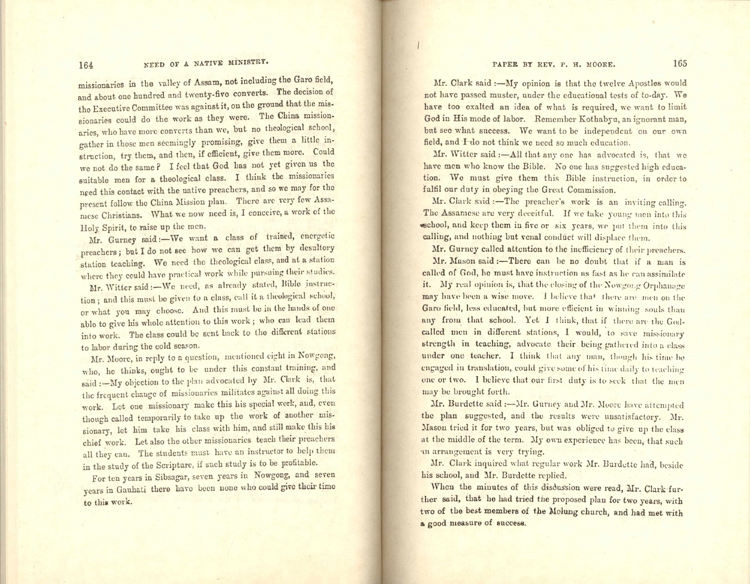 164 NEED OF A NATIVE MINISTRY.
missionaries in the valley of Assam, not including the Garo field,
and about one hundred and twenty-five converts. The decision of
the Executive Committee was against it, on the ground that the mis-
sionaries could do the work as they were. The China mission-
aries, who have more converts than we, but no theological school,
gather in those men seemingly promising, give them a little in-
struction, try them, and then, if efficient, give them more. Could
we not do the same? I feel that God has not yet given us the
suitable men for a theological class. I think the missionaries
need this contact with the native preachers, and so we may for the
present follow the China Mission plan. There are very few Assa-
mese Christians. What we now need is, I conceive, a work of the
Holy Spirit, to raise up the men.
Mr. Gurney said:—We want a class of trained, energetic
preachers; but I do not see how we can get them by desultory
station teaching. We need the theological class, and at a station
where they could have practical work while pursuing their studies.
Mr. Witter said:—We need, as already stated, Bible instruc-
tion; and this must be given to a class, call it a theological school,
or what you may choose. And this must be in the hands of one
able to give his whole attention to this work; who can lead them
into work. The class could be sent back to the different stations
to labor during the cold season.
Mr. Moore, in reply to a question, mentioned eight in Nowgong,
who, he thinks, ought to be under this constant training, and
said:—My objection to the plan advocated by Mr. Clark is, that
the frequent change of missionaries militates against all doing this
work. Let one missionary make this his special work, and, even
though called temporarily to take up the work of another mis-
sionary, let him take his class with him, and still make this his
chief work. Let also the other missionaries teach their preachers
all they can. The students must have an instructor to help them
in the study of the Scripture, if such study is to be profitable.
For ten years in Sibsagar, seven years in Nowgong, and seven
years in Gauhati there have been none who could give their time
to this work.
PAPER BY REV. P. H. MOORE. 165
Mr. Clark said:—My opinion is that the twelve Apostles would
not have passed muster, under the educational tests of to-day. We
have too exalted an idea of what is required, we want to limit
God in His mode of labor. Remember Kothabyu, an ignorant man,
but see what success. We want to be independent on our own
field, and I do not think we need so much education.
Mr. Witter said:—All that any one has advocated is, that we
have men who know the Bible. No one has suggested high educa-
tion. We must give them this Bible instruction, in order to
fulfil our duty in obeying the Great Commission.
Mr. Clark said:—The preacher's work is an inviting calling.
The Assamese are very deceitful. If we take young men into this
school, and keep them in five or six years, we put them into this
calling, and nothing but venal conduct will displace them.
Mr. Gurney called attention to the inefficiency of their preachers.
Mr. Mason said:—There can be no doubt that if a man is
called of God, he must have instruction as fast as he can assimilate
it. My real opinion is, that the closing of the Nowgong Orphanage
may have been a wise move. I believe that there are men on the
Garo field, less educated, but more efficient in winning souls than
any from that school. Yet I think, that if there are the God-
called men in different stations, I would, to save missionary
strength in teaching, advocate their being gathered into a class
under one teacher. I think that any man, though his time be
engaged in translation, could give some of his time daily to teaching
one or two. I believe that our first duty is to seek that the men
may be brought forth.
Mr. Burdette said:—Mr. Gurney and Mr. Moore have attempted
the plan suggested, and the results were unsatisfactory. Mr.
Mason tried it for two years, but was obliged to give up the class
at the middle of the term. My own experience has been, that such
an arrangement is very trying.
Mr. Clark inquired what regular work Mr. Burdette had, beside
his school, and Mr. Burdette replied.
When the minutes of this discussion were read, Mr. Clark fur-
ther said, that he had tried the proposed plan for two years, with
two of the best members of the Molung church, and had met with
a good measure of success.